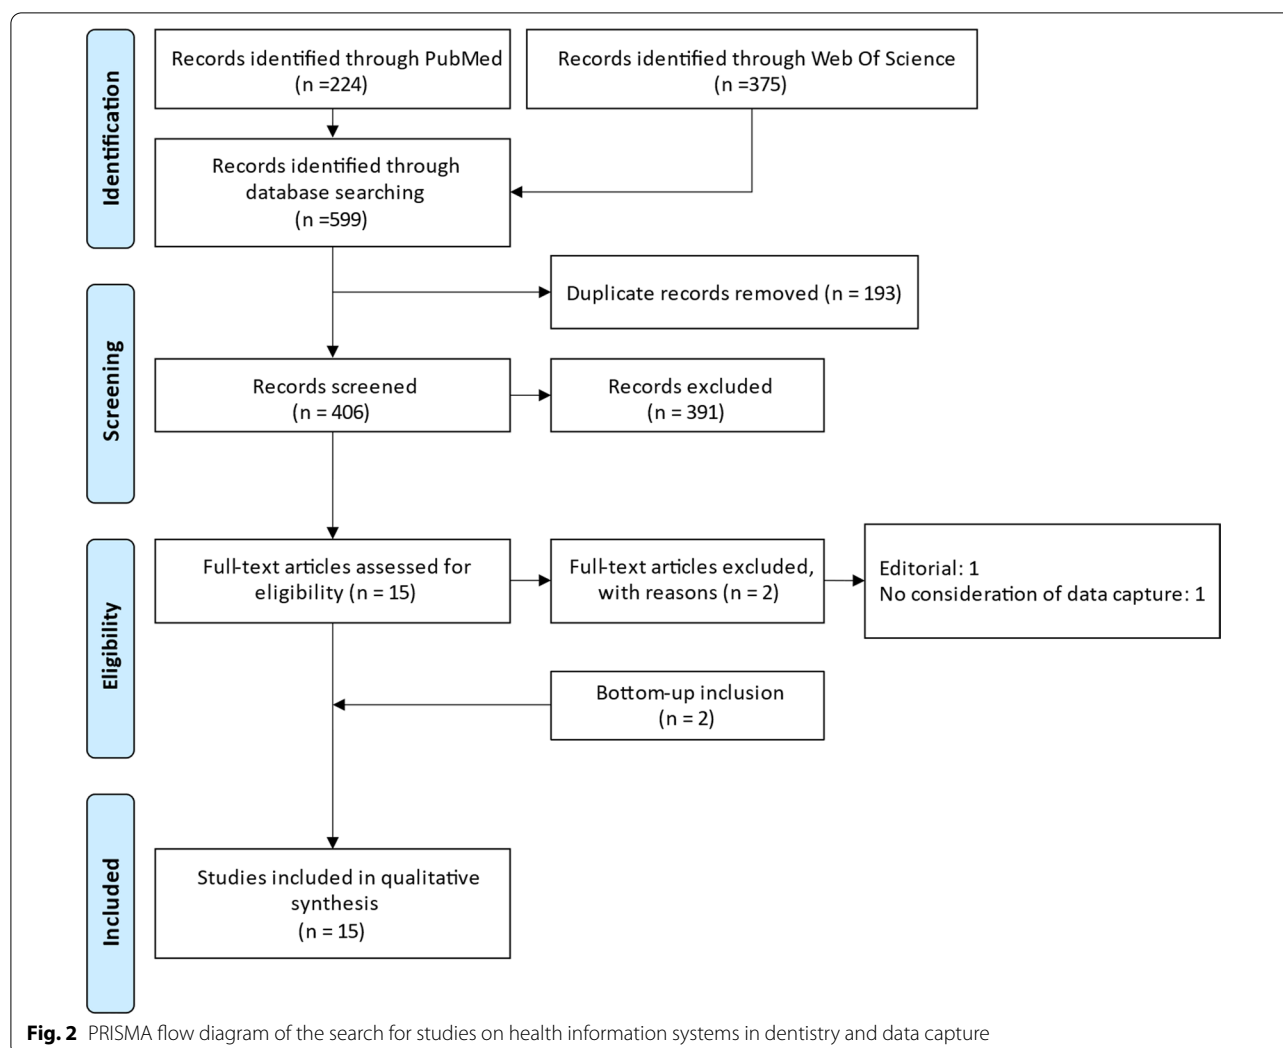 Identification
Records identified through PubMed
(n =224)
Records identified through Web Of Science
(n =375)
Records identified through
database searching
(n =599)
Screening
Duplicate records removed (n = 193)
Records screened
(n = 406)
Records excluded
(n = 391)
Eligibility
Full-text articles assessed for
eligibility (n = 15)
Full-text articles excluded,
with reasons (n = 2)
Editorial: 1
No consideration of data capture: 1
Bottom-up inclusion
(n = 2)
Included
Studies included in qualitative
synthesis
(n = 15)
Fig. 2 PRISMA flow diagram of the search for studies on health information systems in dentistry and data capture